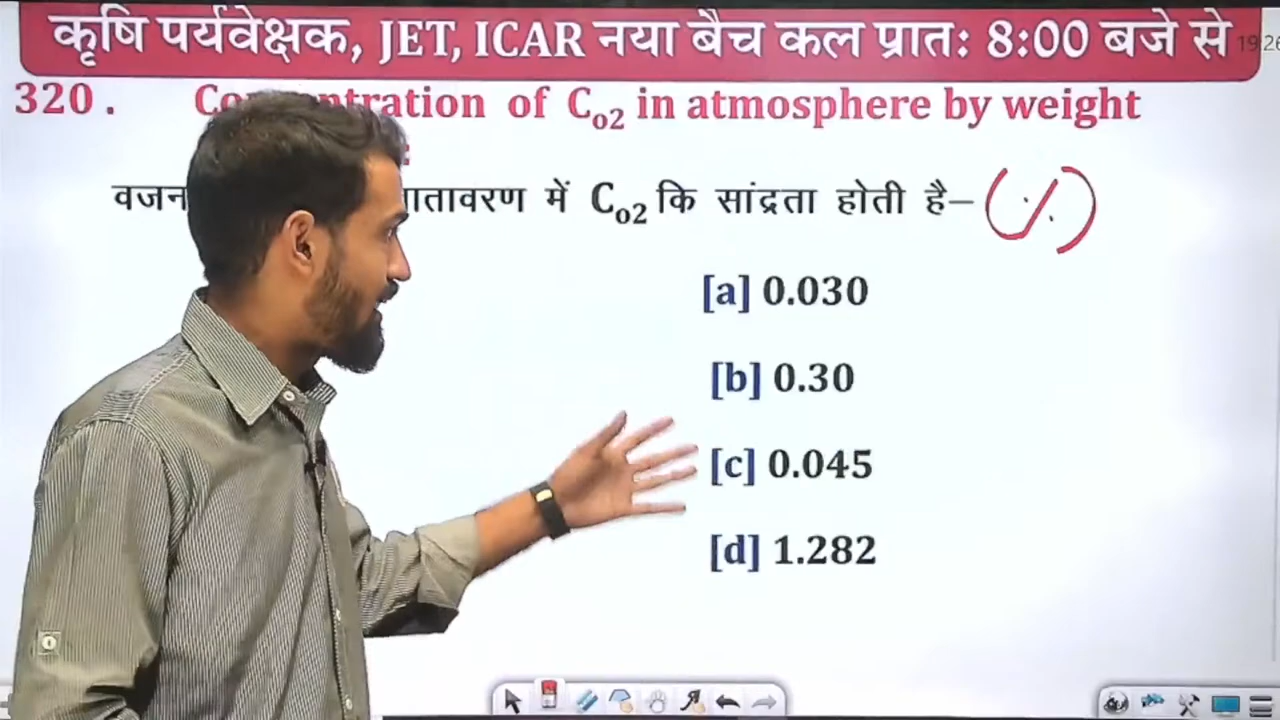 कृषि पर्यवेक्षक, JET, ICAR नया बैच कल प्रातः 8:00 बजे से
320 . of Co2 in atmosphere by weight
वजन में Co2 कि सांद्रता होती है– (%)
[a] 0.030
[b] 0.30
[c] 0.045
[d] 1.282